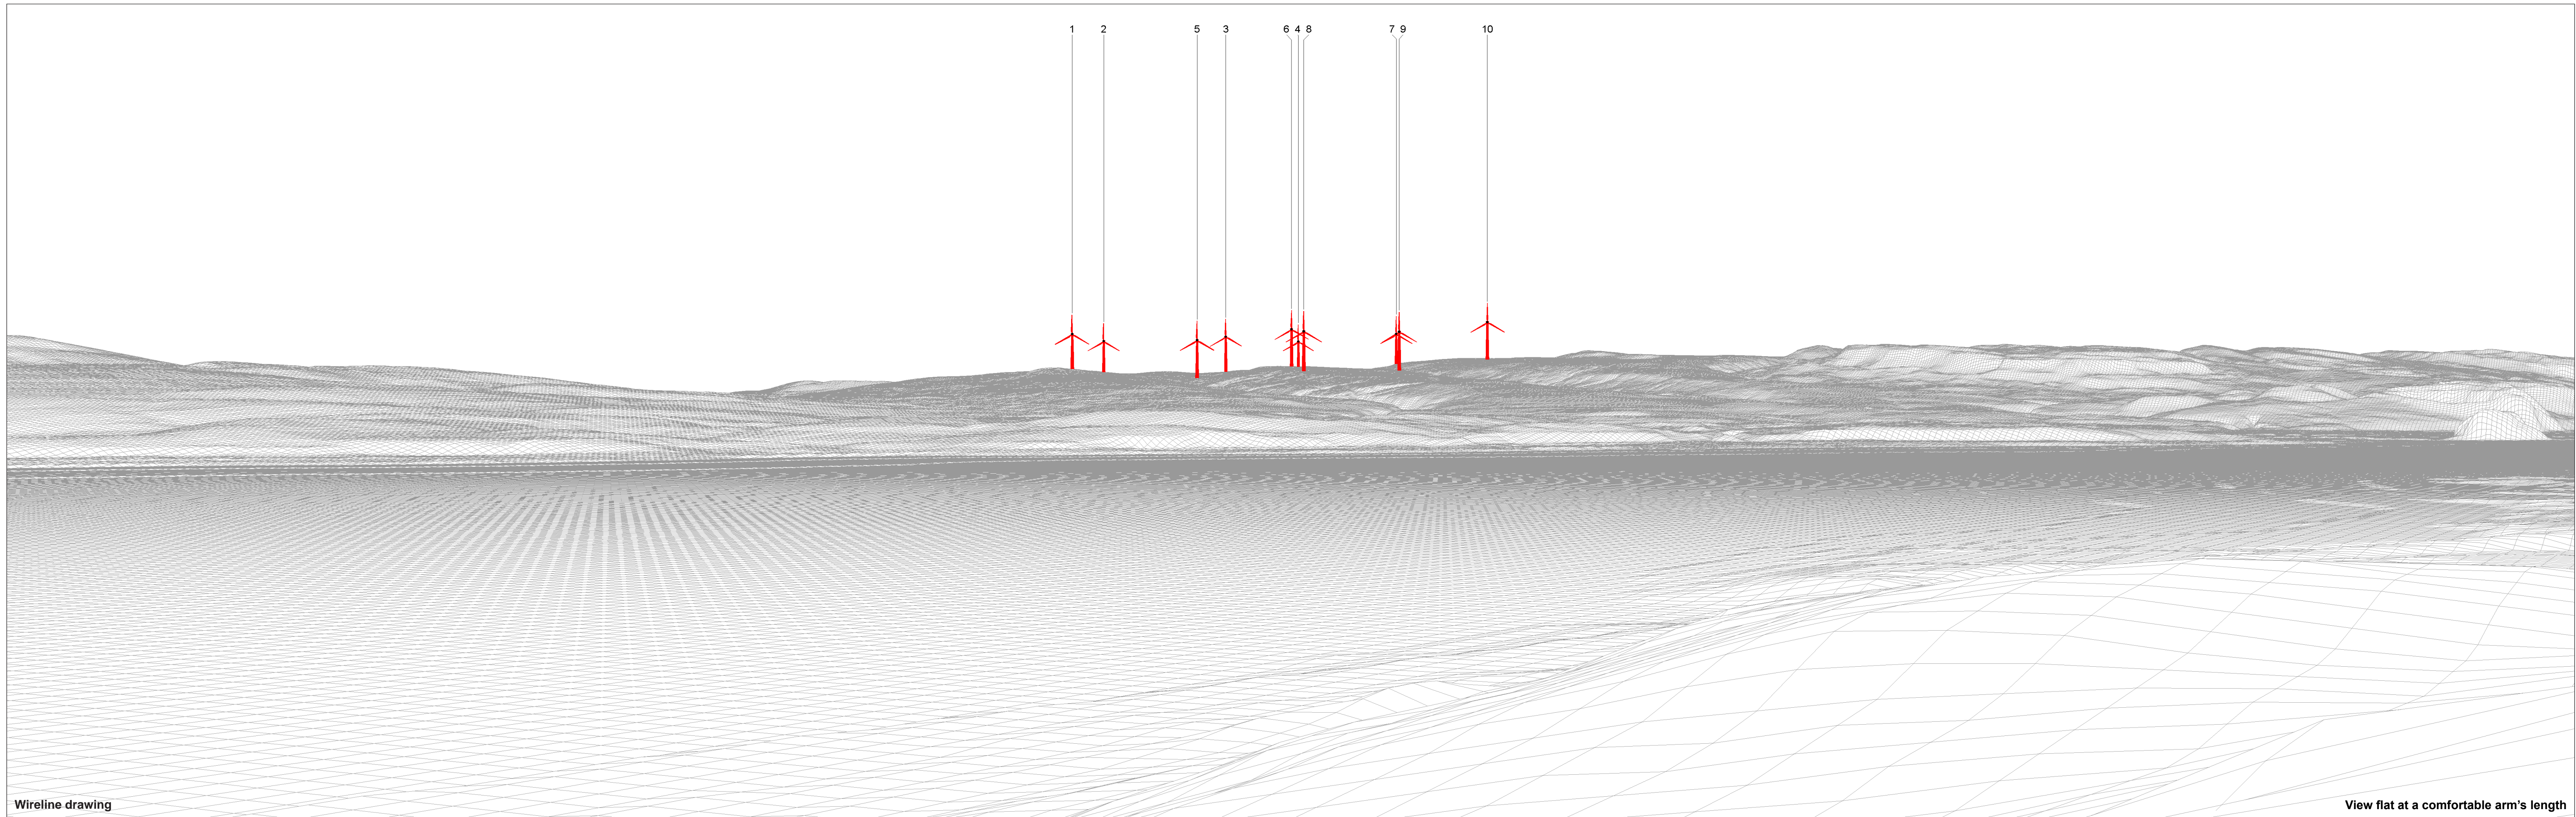 1 2 5 3 6 4 8 7 9 10
Wireline drawing
View flat at a comfortable arm's length